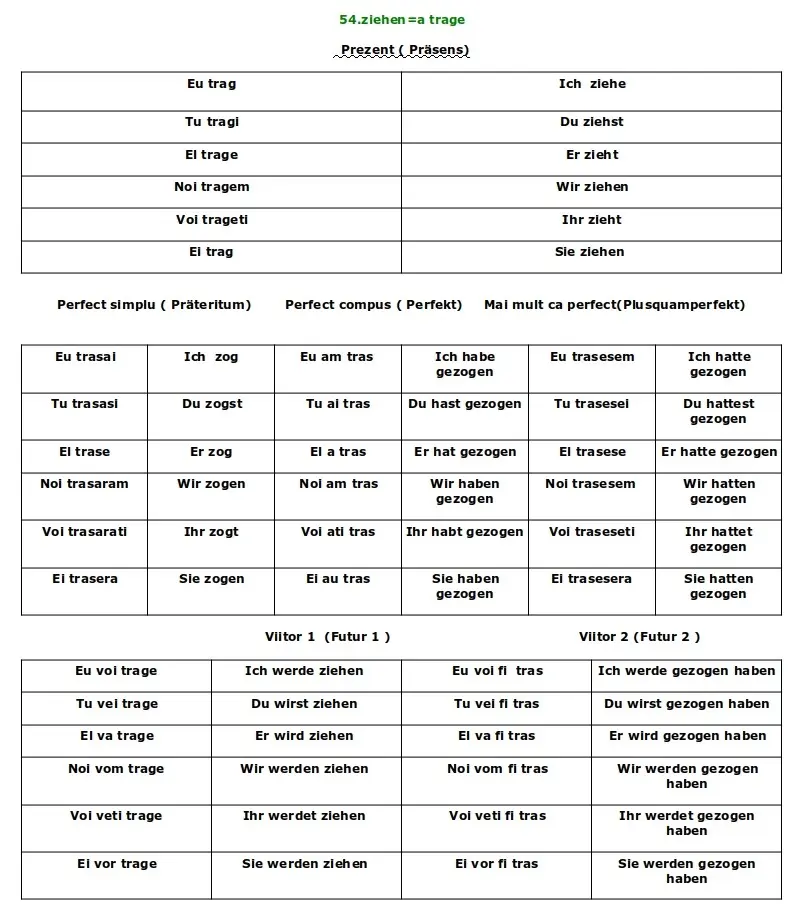 54.ziehen=a trage
Prezent ( Präsens)
Eu trag Ich ziehe
Tu tragi Du ziehst
El trage Er zieht
Noi tragem Wir ziehen
Voi trageti Ihr zieht
Ei trag Sie ziehen
Perfect simplu ( Präteritum) Perfect compus ( Perfekt) Mai mult ca perfect(Plusquamperfekt)
Eu trasai Ich zog Eu am tras Ich habe gezogen Eu trasesem Ich hatte gezogen
Tu trasasi Du zogst Tu ai tras Du hast gezogen Tu trasesei Du hattest gezogen
El trase Er zog El a tras Er hat gezogen El trasese Er hatte gezogen
Noi trasaram Wir zogen Noi am tras Wir haben gezogen Noi trasesem Wir hatten gezogen
Voi trasarati Ihr zogt Voi ati tras Ihr habt gezogen Voi traseseti Ihr hattet gezogen
Ei trasera Sie zogen Ei au tras Sie haben gezogen Ei trasesera Sie hatten gezogen
Viitor 1 (Futur 1 ) Viitor 2 (Futur 2 )
Eu voi trage Ich werde ziehen Eu voi fi tras Ich werde gezogen haben
Tu vei trage Du wirst ziehen Tu vei fi tras Du wirst gezogen haben
El va trage Er wird ziehen El va fi tras Er wird gezogen haben
Noi vom trage Wir werden ziehen Noi vom fi tras Wir werden gezogen haben
Voi veti trage Ihr werdet ziehen Voi veti fi tras Ihr werdet gezogen haben
Ei vor trage Sie werden ziehen Ei vor fi tras Sie werden gezogen haben